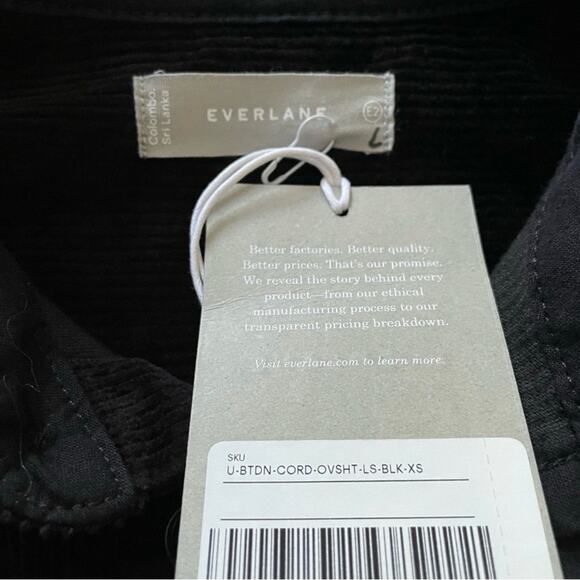 Colombo,
Sri Lanka
EVERLANE
E2
L
Better factories. Better quality.
Better prices. That's our promise.
We reveal the story behind every
product—from our ethical
manufacturing process to our
transparent pricing breakdown.
Visit everlane.com to learn more.
SKU
U-BTDN-CORD-OVSHT-LS-BLK-XS